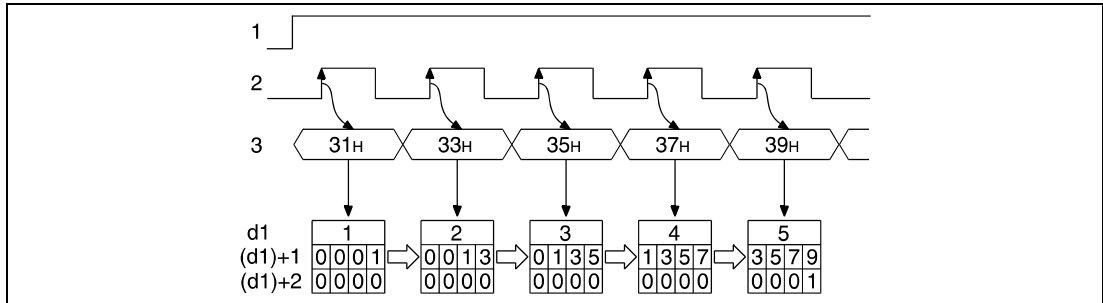 1
2
3 31H 33H 35H 37H 39H
d1 1 2 3 4 5
(d1)+1 0001 0013 0135 1357 3579
(d1)+2 0000 0000 0000 0000 0001